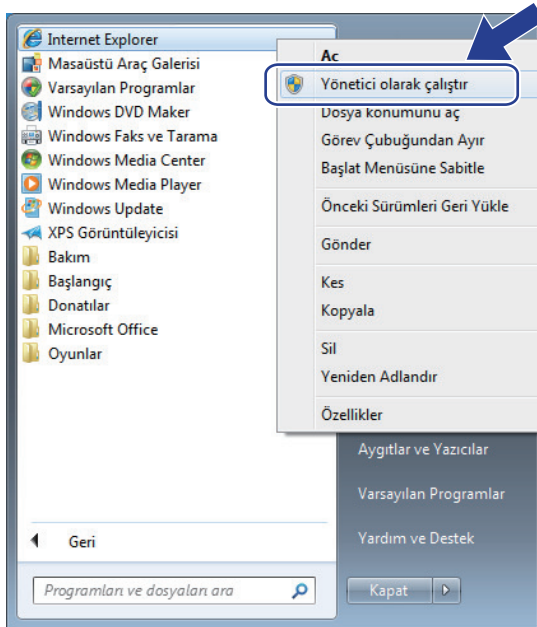 Internet Explorer
Masaüstü Araç Galerisi
Varsayılan Programlar
Windows DVD Maker
Windows Faks ve Tarama
Windows Media Center
Windows Media Player
Windows Update
XPS Görüntüleyicisi
Bakım
Başlangıç
Donatılar
Microsoft Office
Oyunlar
Geri
Programları ve dosyaları ara
Aç
Yönetici olarak çalıştır
Dosya konumunu aç
Görev Çubuğundan Ayır
Başlat Menüsüne Sabitle
Önceki Sürümleri Geri Yükle
Gönder
Kes
Kopyala
Sil
Yeniden Adlandır
Özellikler
Aygıtlar ve Yazıcılar
Varsayılan Programlar
Yardım ve Destek
Kapat